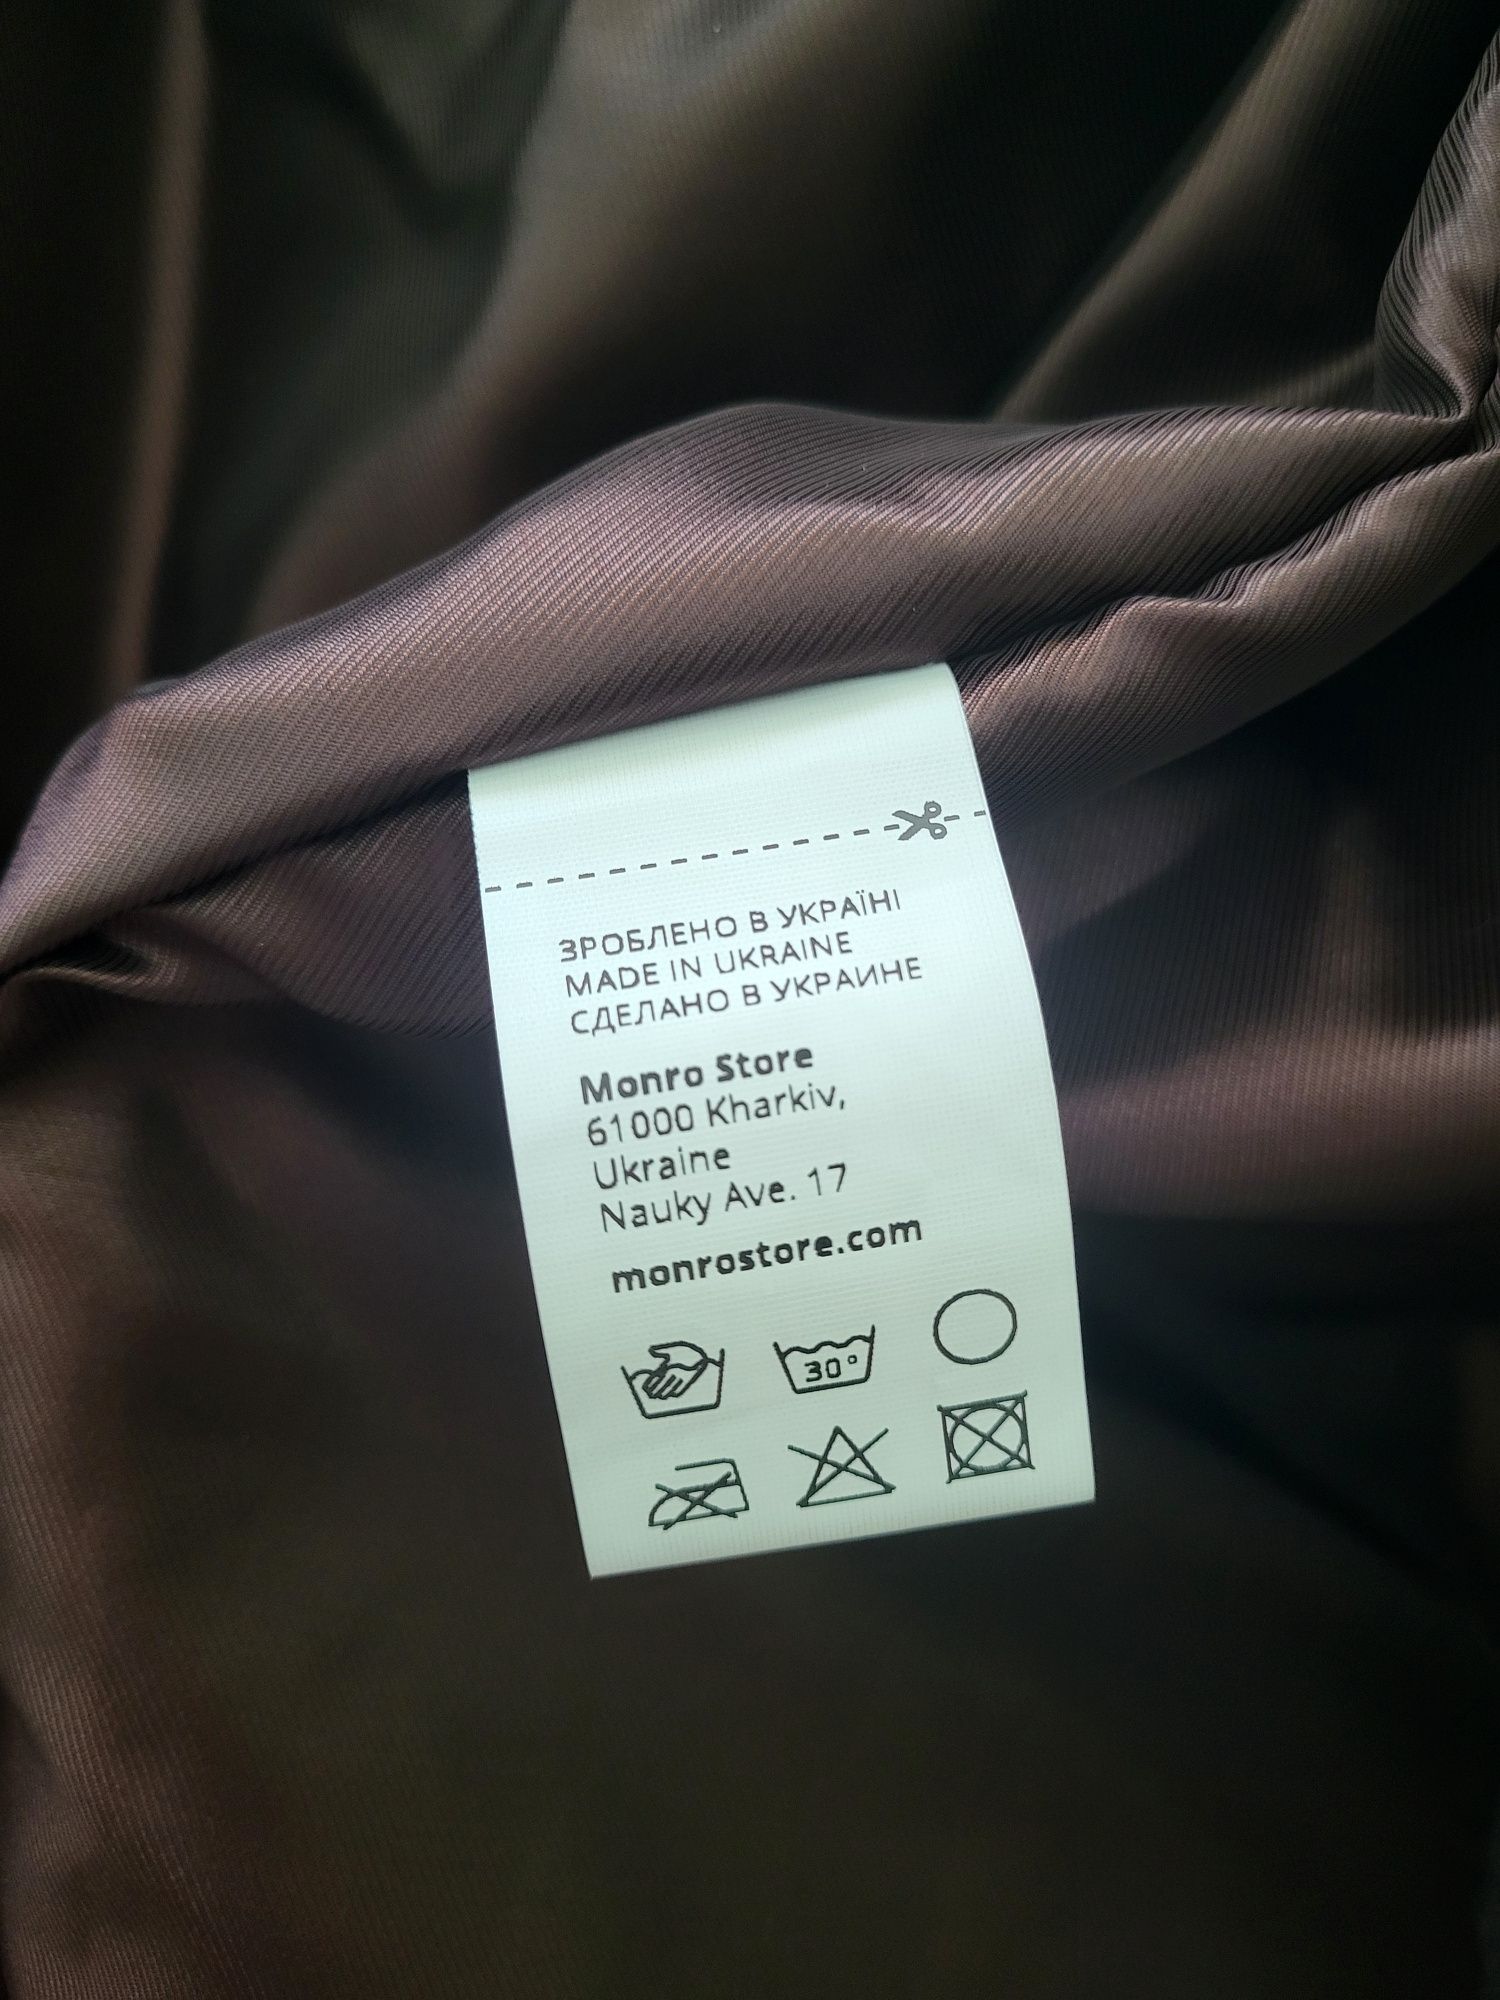 ЗРОБЛЕНО В УКРАЇНІ
MADE IN UKRAINE
СДЕЛАНО В УКРАИНЕ
Monro Store
61000 Kharkiv,
Ukraine
Nauky Ave. 17
monrostore.com
30°